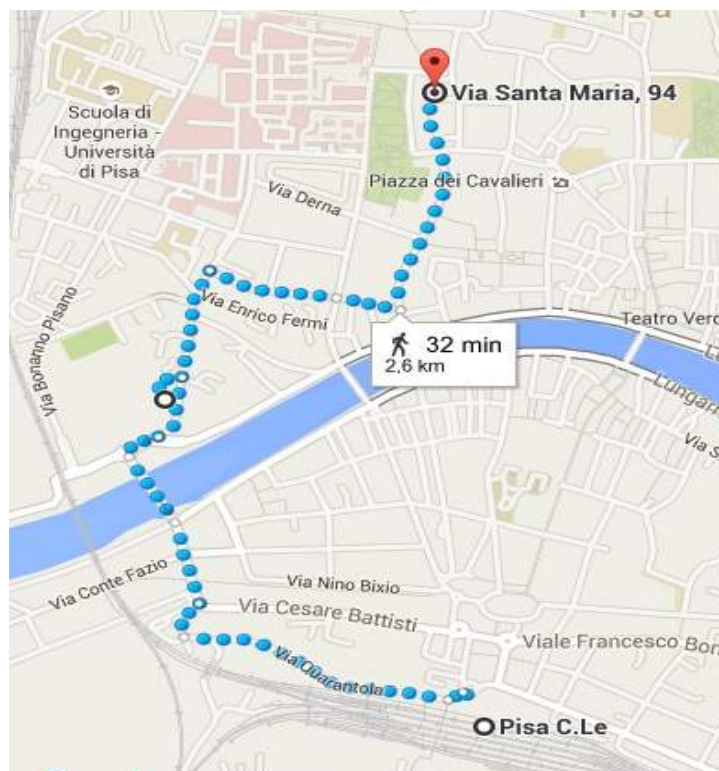 Pisa
Via Santa Maria, 94
Scuola di
Ingegneria -
Università
di Pisa
Piazza dei Cavalieri
Via Derna
Via Enrico Fermi
Via Bonanno Pisano
Teatro Verd
32 min
2,6 km
Lungarn
Via S
Via Conte Fazio
Via Nino Bixio
Via Cesare Battisti
Viale Francesco Bon
Via Quarantola
Pisa C.Le